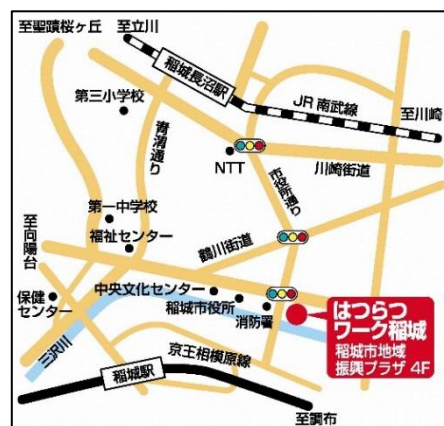 至聖蹟桜ヶ丘
至立川
稲城長沼駅
JR 南武線
至川崎
第三小学校
青溝通り
NTT
川崎街道
市役所通り
第一中学校
福祉センター
鶴川街道
至向陽台
中央文化センター
稲城市役所
消防署
保健
センター
三沢川
はつらつ
ワーク稲城
稲城市地域
振興プラザ 4F
京王相模原線
稲城駅
至調布